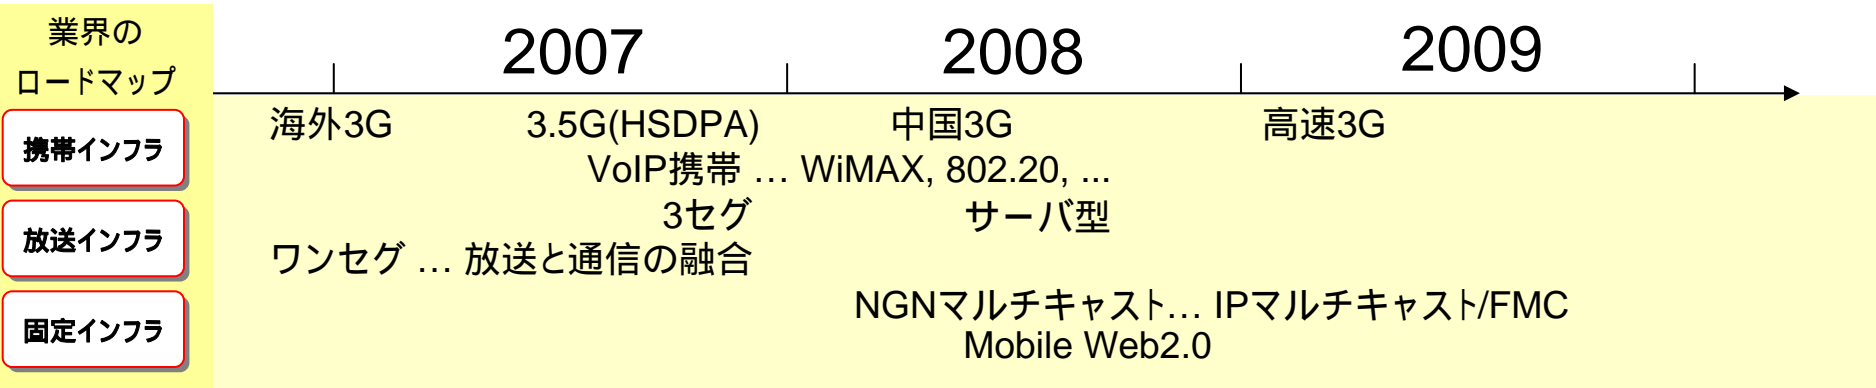 業界の
ロードマップ
2007 2008 2009
携帯インフラ
海外3G 3.5G(HSDPA) 中国3G 高速3G
VoIP携帯 … WiMAX, 802.20, ...
放送インフラ
3セグ サーバ型
ワンセグ … 放送と通信の融合
固定インフラ
NGNマルチキャスト… IPマルチキャスト/FMC
Mobile Web2.0